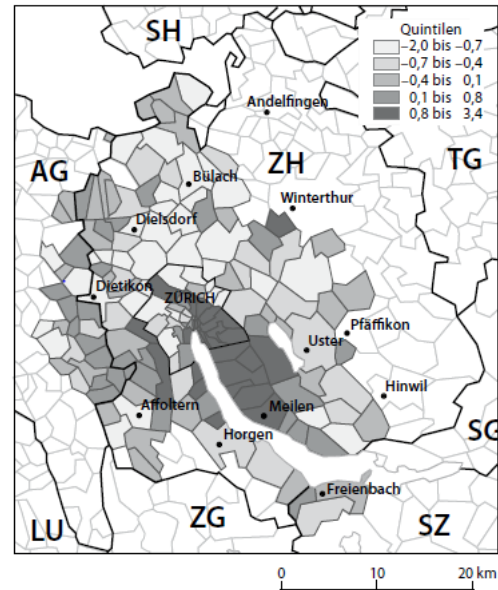 SH
Quintilen
–2,0 bis –0,7
–0,7 bis –0,4
–0,4 bis 0,1
0,1 bis 0,8
0,8 bis 3,4
Andelfingen
AG
ZH
TG
Bülach
Winterthur
Dielsdorf
Dietikon
ZÜRICH
Pfäffikon
Uster
Hinwil
Affoltern
Meilen
SG
Horgen
Freienbach
LU
ZG
SZ
0 10 20 km